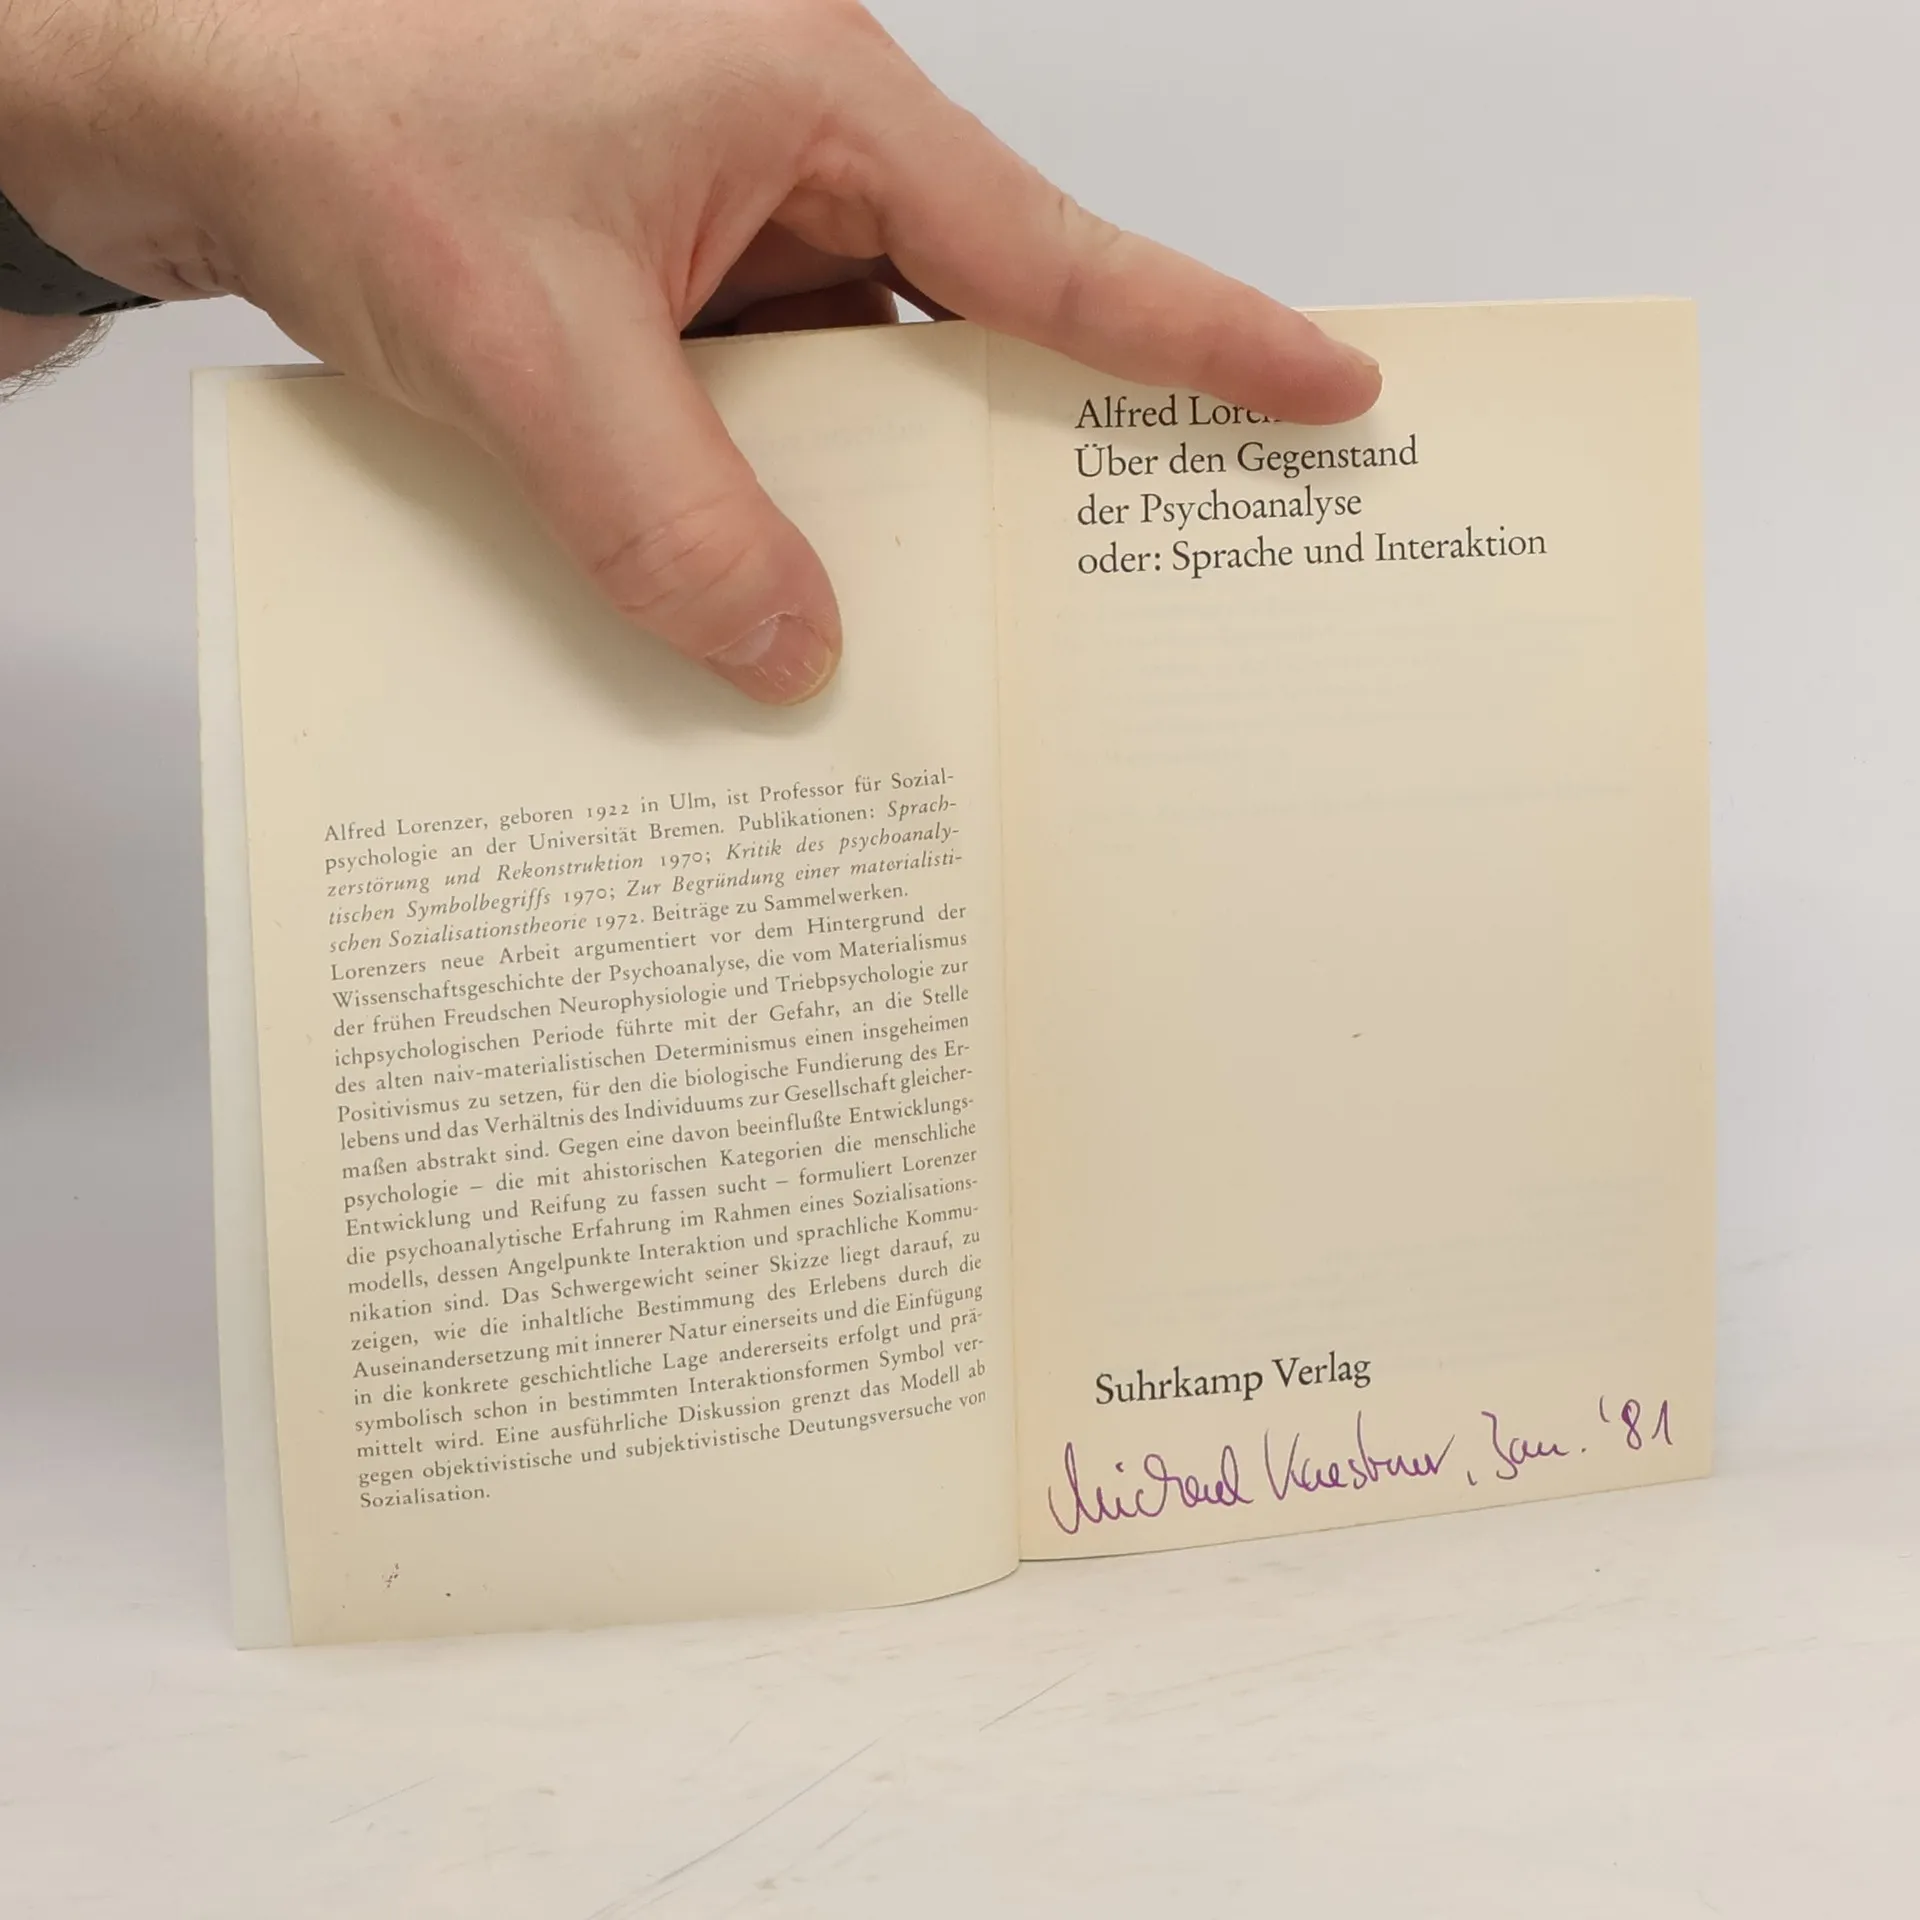 Alfred Lorenzer, geboren 1922 in Ulm, ist Professor für Sozial-
psychologie an der Universität Bremen. Publikationen: Sprach-
zerstörung und Rekonstruktion 1970; Kritik des psychoanaly-
tischen Symbolbegriffs 1970; Zur Begründung einer materialisti-
schen Sozialisationstheorie 1972. Beiträge zu Sammelwerken.
Lorenzers neue Arbeit argumentiert vor dem Hintergrund der
Wissenschaftsgeschichte der Psychoanalyse, die vom Materialismus
der frühen Freudschen Neurophysiologie und Triebpsychologie zur
ichpsychologischen Periode führte mit der Gefahr, an die Stelle
des alten naiv-materialistischen Determinismus einen insgeheimen
Positivismus zu setzen, für den die biologische Fundierung des Er-
lebens und das Verhältnis des Individuums zur Gesellschaft gleicher-
maßen abstrakt sind. Gegen eine davon beeinflußte Entwicklungs-
psychologie – die mit ahistorischen Kategorien die menschliche
Entwicklung und Reifung zu fassen sucht – formuliert Lorenzer
die psychoanalytische Erfahrung im Rahmen eines Sozialisations-
modells, dessen Angelpunkte Interaktion und sprachliche Kommu-
nikation sind. Das Schwergewicht seiner Skizze liegt darauf, zu
zeigen, wie die inhaltliche Bestimmung des Erlebens durch die
Auseinandersetzung mit innerer Natur einerseits und die Einfügung
in die konkrete geschichtliche Lage andererseits erfolgt und prä-
symbolisch schon in bestimmten Interaktionsformen Symbol ver-
mittelt wird. Eine ausführliche Diskussion grenzt das Modell ab
gegen objektivistische und subjektivistische Deutungsversuche von
Sozialisation.
Alfred
Über den Gegenstand
der Psychoanalyse
oder: Sprache und Interaktion
Suhrkamp Verlag
Michael Kaestner, Jan. '81